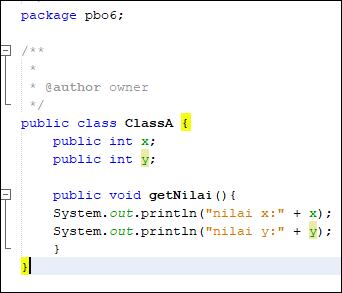 package pbo6;
/**
 *
 * @author owner
 */
public class ClassA {
    public int x;
    public int y;
    public void getNilai(){
    System.out.println("nilai x:" + x);
    System.out.println("nilai y:" + y);
    }
}